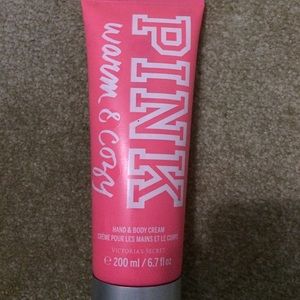 PINK
warm & cozy
HAND & BODY CREAM
CRÈME POUR LES MAINS ET LE CORPS
VICTORIA'S SECRET
℮ 200 ml / 6.7 fl oz